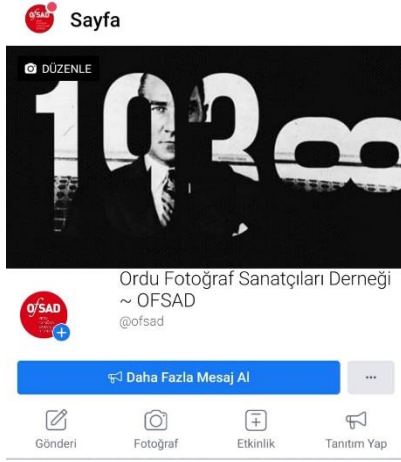 OFSAD
Sayfa
DÜZENLE
1938
Ordu Fotoğraf Sanatçıları Derneği
~ OFSAD
@ofsad
OFSAD
Daha Fazla Mesaj Al
Gönderi Fotoğraf Etkinlik Tanıtım Yap